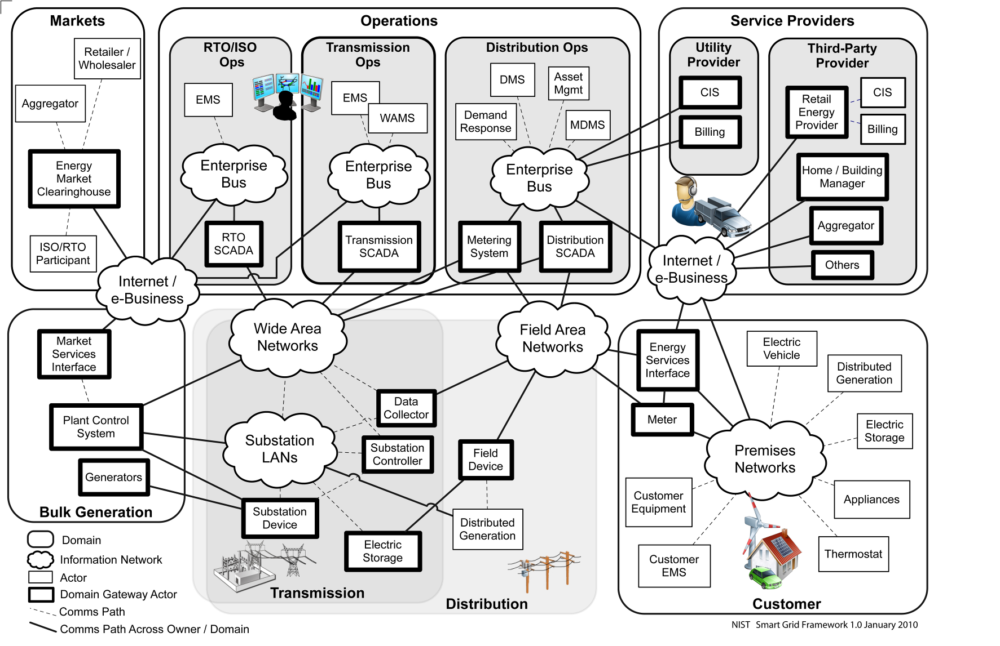 Markets
Retailer /
Wholesaler
Aggregator
Energy
Market
Clearinghouse
ISO/RTO
Participant
Internet /
e-Business
Operations
RTO/ISO
Ops
EMS
Enterprise
Bus
RTO
SCADA
Transmission
Ops
EMS
WAMS
Enterprise
Bus
Transmission
SCADA
Distribution Ops
DMS
Asset
Mgmt
Demand
Response
MDMS
Enterprise
Bus
Metering
System
Distribution
SCADA
Service Providers
Utility
Provider
CIS
Billing
Third-Party
Provider
Retail
Energy
Provider
CIS
Billing
Home / Building
Manager
Aggregator
Others
Internet /
e-Business
Market
Services
Interface
Plant Control
System
Generators
Bulk Generation
Wide Area
Networks
Field Area
Networks
Data
Collector
Substation
LANs
Substation
Controller
Field
Device
Substation
Device
Electric
Storage
Distributed
Generation
Transmission
Distribution
Energy
Services
Interface
Meter
Electric
Vehicle
Distributed
Generation
Electric
Storage
Premises
Networks
Customer
Equipment
Appliances
Customer
EMS
Thermostat
Customer
Domain
Information Network
Actor
Domain Gateway Actor
Comms Path
Comms Path Across Owner / Domain
NIST Smart Grid Framework 1.0 January 2010